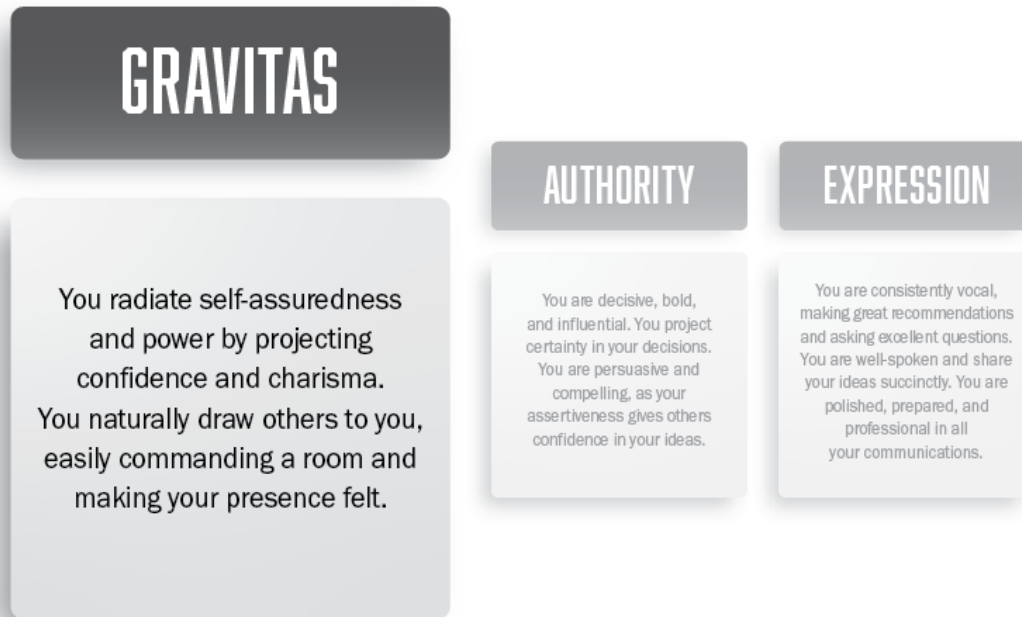 GRAVITAS
You radiate self-assuredness
and power by projecting
confidence and charisma.
You naturally draw others to you,
easily commanding a room and
making your presence felt.
AUTHORITY
You are decisive, bold,
and influential. You project
certainty in your decisions.
You are persuasive and
compelling, as your
assertiveness gives others
confidence in your ideas.
EXPRESSION
You are consistently vocal,
making great recommendations
and asking excellent questions.
You are well-spoken and share
your ideas succinctly. You are
polished, prepared, and
professional in all
your communications.